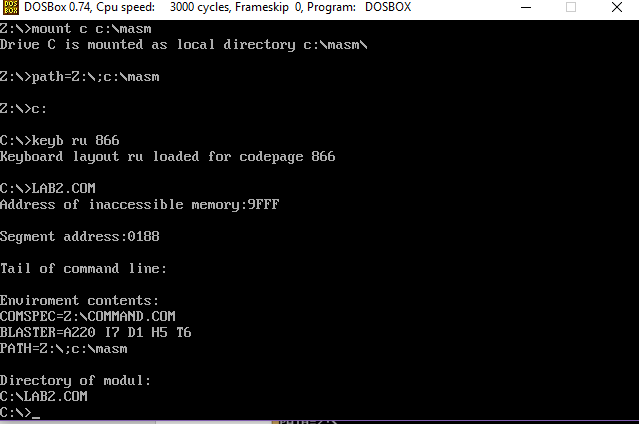 DOS BOX
DOSBox 0.74, Cpu speed: 3000 cycles, Frameskip 0, Program: DOSBOX
Z:\>mount c c:\masm
Drive C is mounted as local directory c:\masm\
Z:\>path=Z:\;c:\masm
Z:\>c:
C:\>keyb ru 866
Keyboard layout ru loaded for codepage 866
C:\>LAB2.COM
Address of inaccessible memory:9FFF
Segment address:0188
Tail of command line:
Enviroment contents:
COMSPEC=Z:\COMMAND.COM
BLASTER=A220 I7 D1 H5 T6
PATH=Z:\;c:\masm
Directory of modul:
C:\LAB2.COM
C:\>_
PATH=Z:\